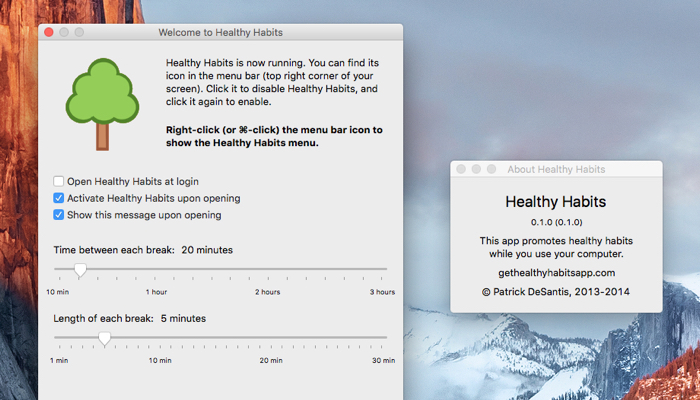 Welcome to Healthy Habits
Healthy Habits is now running. You can find its
icon in the menu bar (top right corner of your
screen). Click it to disable Healthy Habits, and
click it again to enable.
Right-click (or ⌘-click) the menu bar icon to
show the Healthy Habits menu.
Open Healthy Habits at login
Activate Healthy Habits upon opening
Show this message upon opening
Time between each break: 20 minutes
10 min 1 hour 2 hours 3 hours
Length of each break: 5 minutes
1 min 10 min 20 min 30 min
About Healthy Habits
Healthy Habits
0.1.0 (0.1.0)
This app promotes healthy habits
while you use your computer.
gethealthyhabitsapp.com
© Patrick DeSantis, 2013-2014